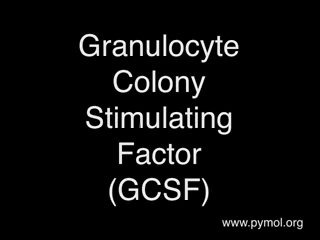 Granulocyte
Colony
Stimulating
Factor
(GCSF)
www.pymol.org